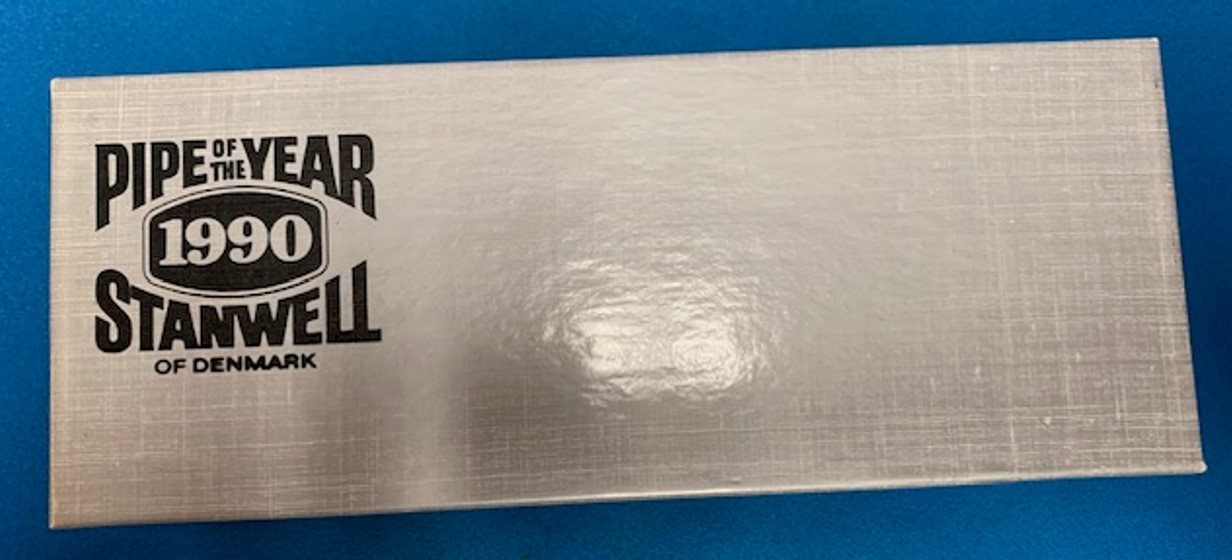 PIPE OF THE YEAR
1990
STANWELL
OF DENMARK